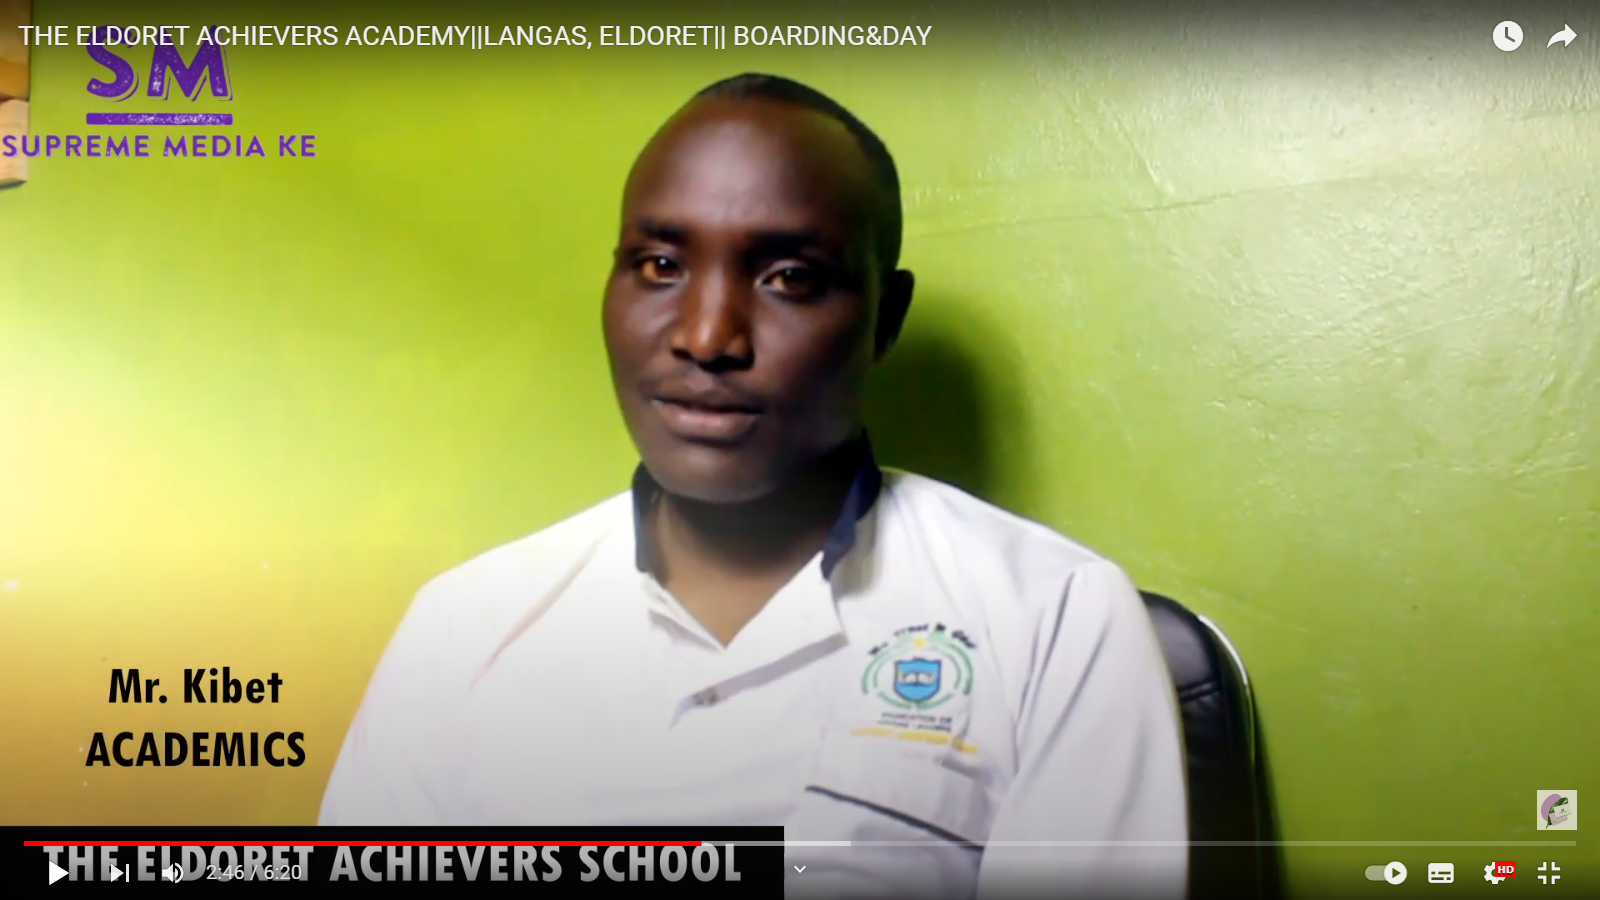 THE ELDORET ACHIEVERS ACADEMY||LANGAS, ELDORET|| BOARDING&DAY
SM
SUPREME MEDIA KE
Mr. Kibet
ACADEMICS
THE ELDORET ACHIEVERS SCHOOL
2:46 / 6:20
HD